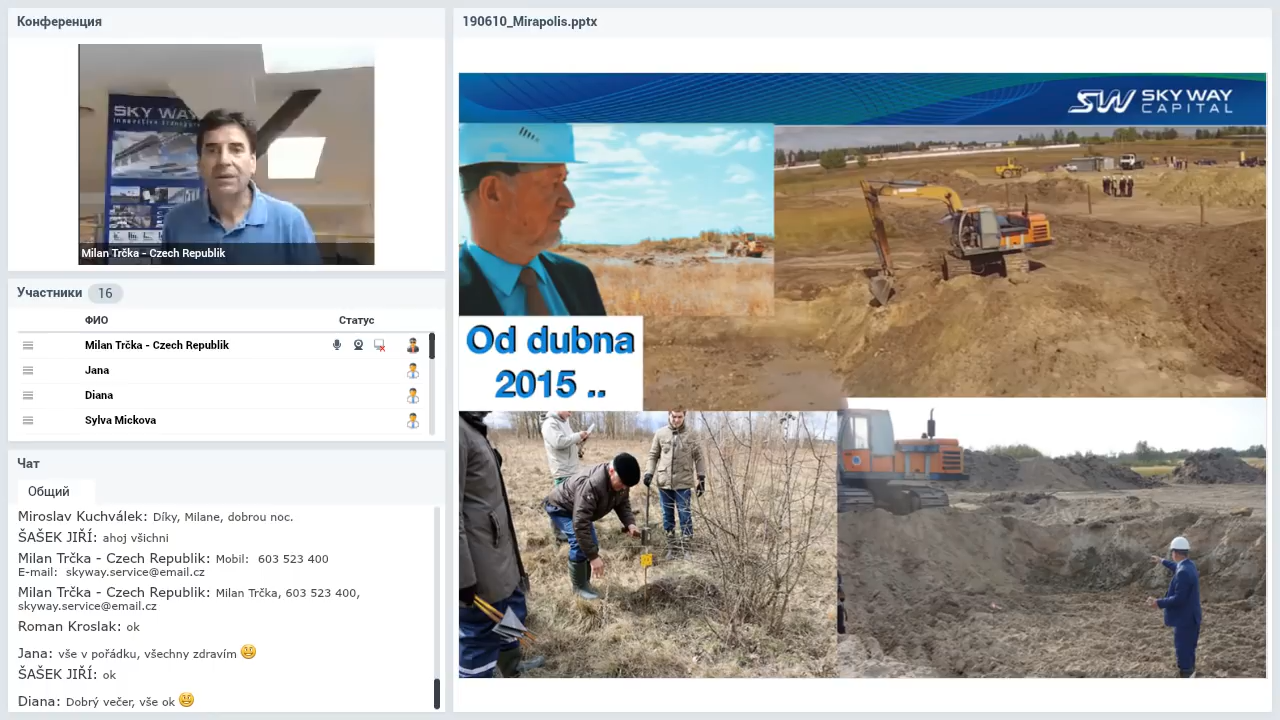 Конференция
SKY WAY
Milan Trčka - Czech Republik
Участники 16
ФИО Статус
Milan Trčka - Czech Republik
Jana
Diana
Sylva Mickova
Чат
Общий
Miroslav Kuchválek: Díky, Milane, dobrou noc.
ŠAŠEK JIŘÍ: ahoj všichni
Milan Trčka - Czech Republik: Mobil: 603 523 400
E-mail: skyway.service@email.cz
Milan Trčka - Czech Republik: Milan Trčka, 603 523 400,
skyway.service@email.cz
Roman Kroslak: ok
Jana: vše v pořádku, všechny zdravím
ŠAŠEK JIŘÍ: ok
Diana: Dobrý večer, vše ok
190610_Mirapolis.pptx
SW SKY WAY
CAPITAL
Od dubna
2015 ..